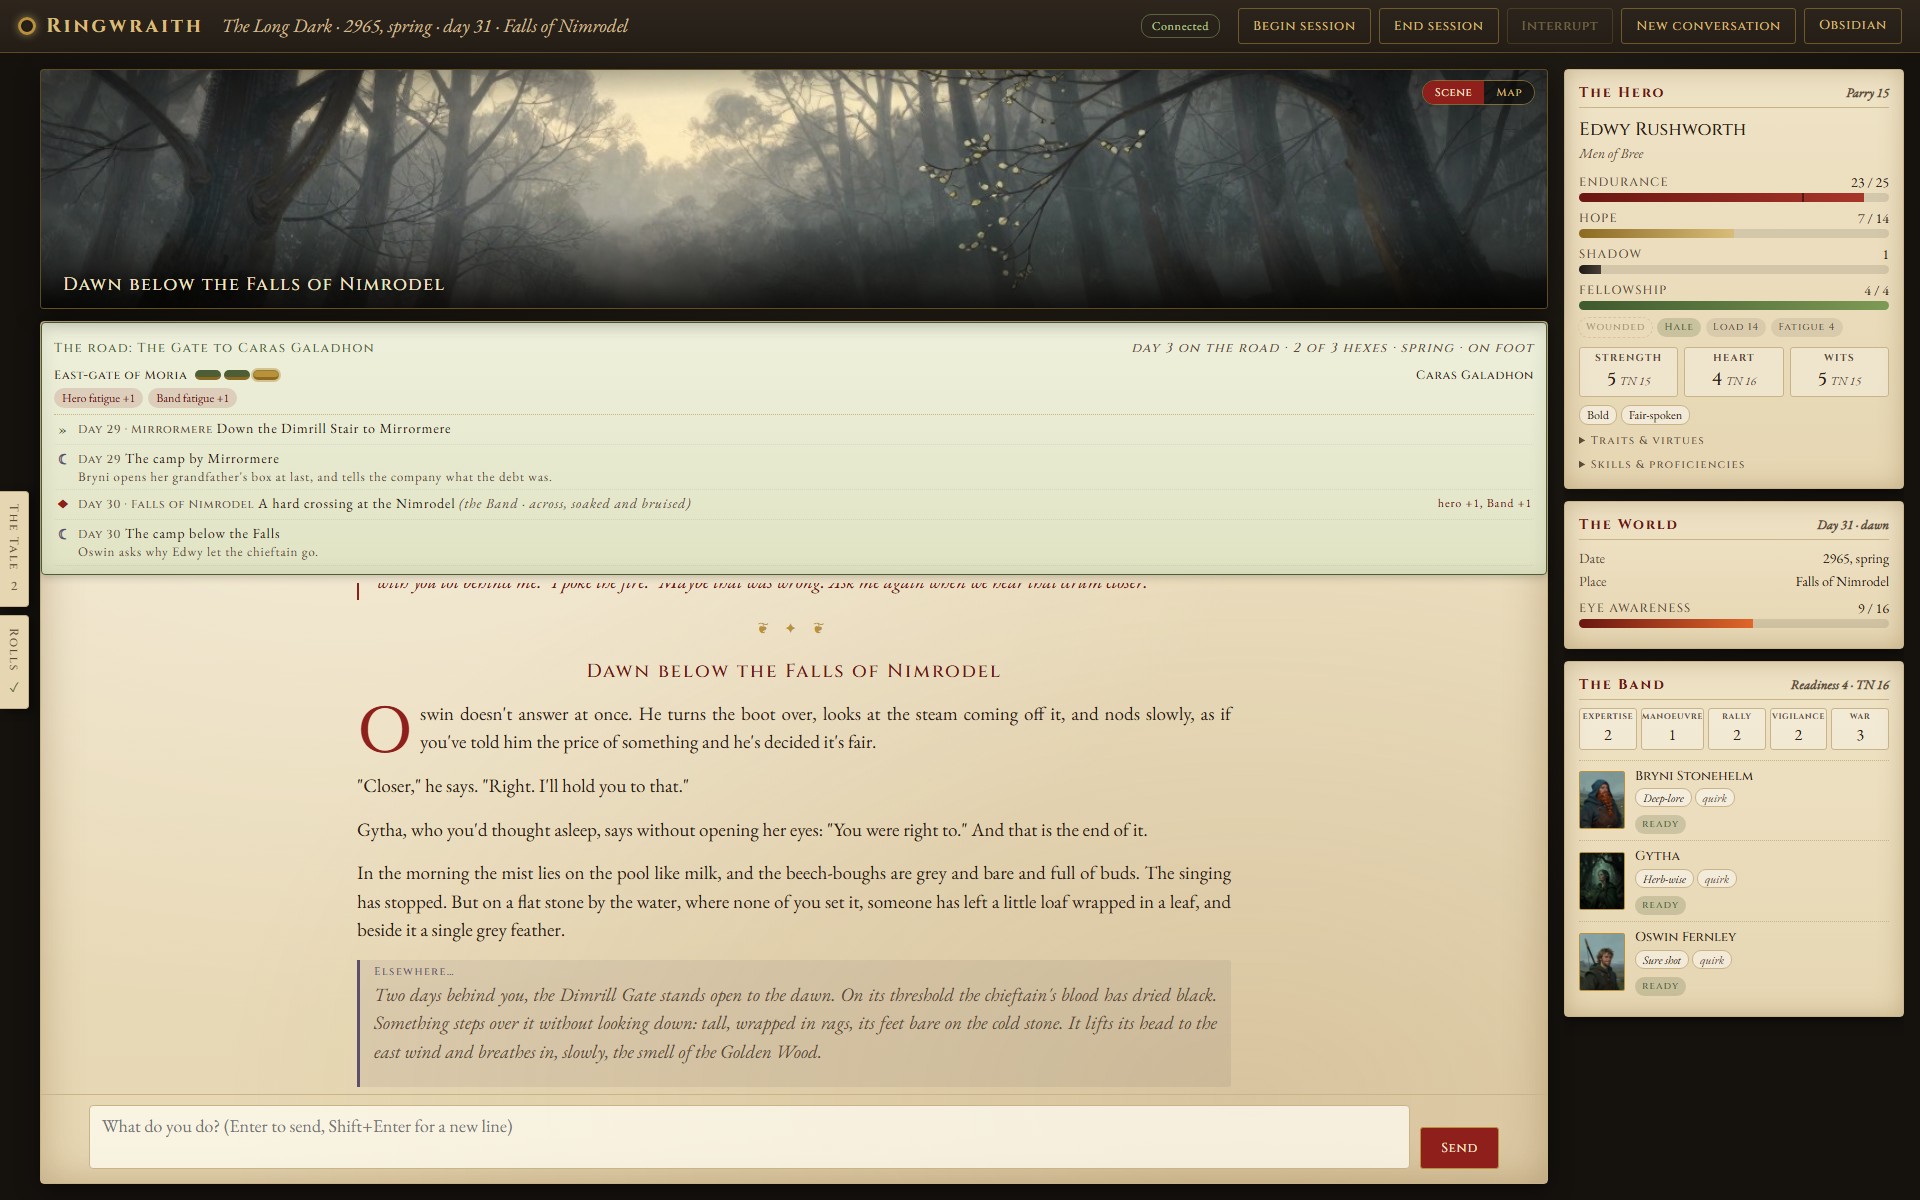 RINGWRAITH
The Long Dark · 2965, spring · day 31 · Falls of Nimrodel
Connected
BEGIN SESSION
END SESSION
INTERRUPT
NEW CONVERSATION
OBSIDIAN
SCENE
MAP
DAWN BELOW THE FALLS OF NIMRODEL
THE ROAD: THE GATE TO CARAS GALADHON
DAY 3 ON THE ROAD · 2 OF 3 HEXES · SPRING · ON FOOT
EAST-GATE OF MORIA
CARAS GALADHON
Hero fatigue +1
Band fatigue +1
» DAY 29 · MIRRORMERE Down the Dimrill Stair to Mirrormere
DAY 29 The camp by Mirrormere
Bryni opens her grandfather's box at last, and tells the company what the debt was.
DAY 30 · FALLS OF NIMRODEL A hard crossing at the Nimrodel (the Band · across, soaked and bruised)
hero +1, Band +1
DAY 30 The camp below the Falls
Oswin asks why Edwy let the chieftain go.
THE TALE 2
ROLLS ✓
with you lot behind me." I poke the fire. "Maybe that was wrong. Ask me again when we hear that drum closer."
DAWN BELOW THE FALLS OF NIMRODEL
Oswin doesn't answer at once. He turns the boot over, looks at the steam coming off it, and nods slowly, as if
you've told him the price of something and he's decided it's fair.
"Closer," he says. "Right. I'll hold you to that."
Gytha, who you'd thought asleep, says without opening her eyes: "You were right to." And that is the end of it.
In the morning the mist lies on the pool like milk, and the beech-boughs are grey and bare and full of buds. The singing
has stopped. But on a flat stone by the water, where none of you set it, someone has left a little loaf wrapped in a leaf, and
beside it a single grey feather.
ELSEWHERE…
Two days behind you, the Dimrill Gate stands open to the dawn. On its threshold the chieftain's blood has dried black.
Something steps over it without looking down: tall, wrapped in rags, its feet bare on the cold stone. It lifts its head to the
east wind and breathes in, slowly, the smell of the Golden Wood.
What do you do? (Enter to send, Shift+Enter for a new line)
SEND
THE HERO
Parry 15
EDWY RUSHWORTH
Men of Bree
ENDURANCE
23 / 25
HOPE
7 / 14
SHADOW
1
FELLOWSHIP
4 / 4
WOUNDED
HALE
LOAD 14
FATIGUE 4
STRENGTH
5 TN 15
HEART
4 TN 16
WITS
5 TN 15
Bold
Fair-spoken
▶ TRAITS & VIRTUES
▶ SKILLS & PROFICIENCIES
THE WORLD
Day 31 · dawn
Date
2965, spring
Place
Falls of Nimrodel
EYE AWARENESS
9 / 16
THE BAND
Readiness 4 · TN 16
EXPERTISE
2
MANOEUVRE
1
RALLY
2
VIGILANCE
2
WAR
3
BRYNI STONEHELM
Deep-lore
quirk
READY
GYTHA
Herb-wise
quirk
READY
OSWIN FERNLEY
Sure shot
quirk
READY